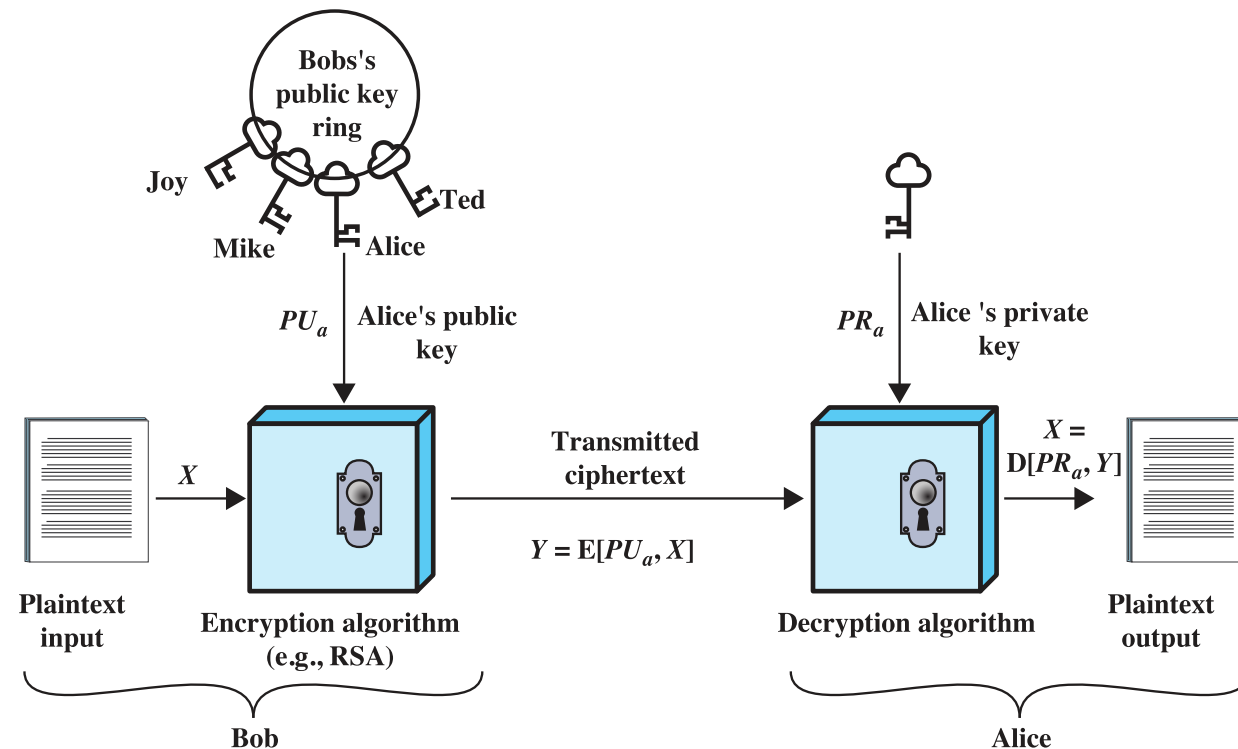 Bobs's
public key
ring
Joy
Ted
Mike
Alice
PUa
Alice's public
key
PRa
Alice 's private
key
X
Transmitted
ciphertext
X =
D[PRa, Y]
Y = E[PUa, X]
Plaintext
input
Encryption algorithm
(e.g., RSA)
Decryption algorithm
Plaintext
output
Bob
Alice